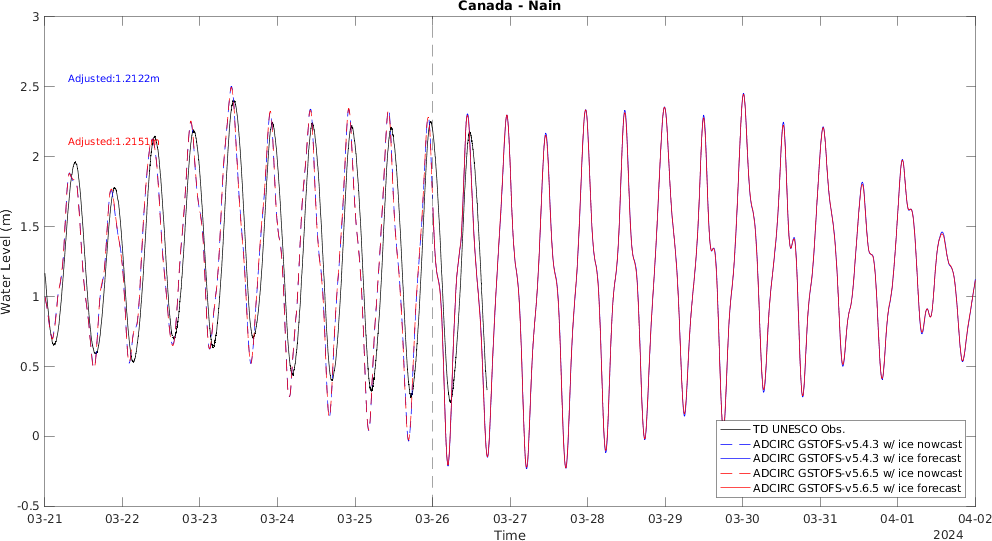 Canada - Nain
3
2.5
2
1.5
1
0.5
0
-0.5
Water Level (m)
Adjusted:1.2122m
Adjusted:1.2151m
TD UNESCO Obs.
ADCIRC GSTOFS-v5.4.3 w/ ice nowcast
ADCIRC GSTOFS-v5.4.3 w/ ice forecast
ADCIRC GSTOFS-v5.6.5 w/ ice nowcast
ADCIRC GSTOFS-v5.6.5 w/ ice forecast
03-21 03-22 03-23 03-24 03-25 03-26 03-27 03-28 03-29 03-30 03-31 04-01 04-02
Time 2024